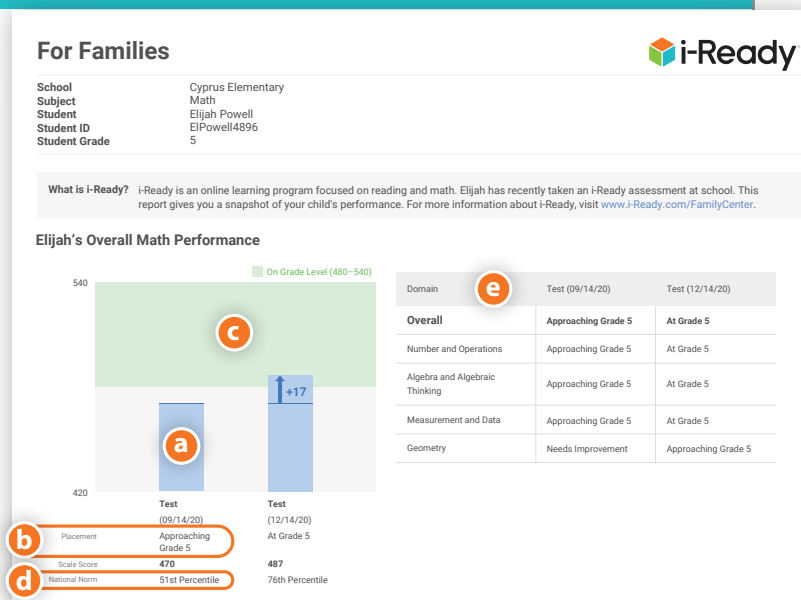 For Families
i-Ready
School Cyprus Elementary
Subject Math
Student Elijah Powell
Student ID ElPowell4896
Student Grade 5
What is i-Ready? i-Ready is an online learning program focused on reading and math. Elijah has recently taken an i-Ready assessment at school. This
report gives you a snapshot of your child's performance. For more information about i-Ready, visit www.i-Ready.com/FamilyCenter.
Elijah's Overall Math Performance
On Grade Level (480–540)
540
c
+17
a
420
Test Test
(09/14/20) (12/14/20)
b Placement Approaching At Grade 5
Grade 5
Scale Score 470 487
d National Norm 51st Percentile 76th Percentile
Domain e Test (09/14/20) Test (12/14/20)
Overall Approaching Grade 5 At Grade 5
Number and Operations Approaching Grade 5 At Grade 5
Algebra and Algebraic
Thinking Approaching Grade 5 At Grade 5
Measurement and Data Approaching Grade 5 At Grade 5
Geometry Needs Improvement Approaching Grade 5